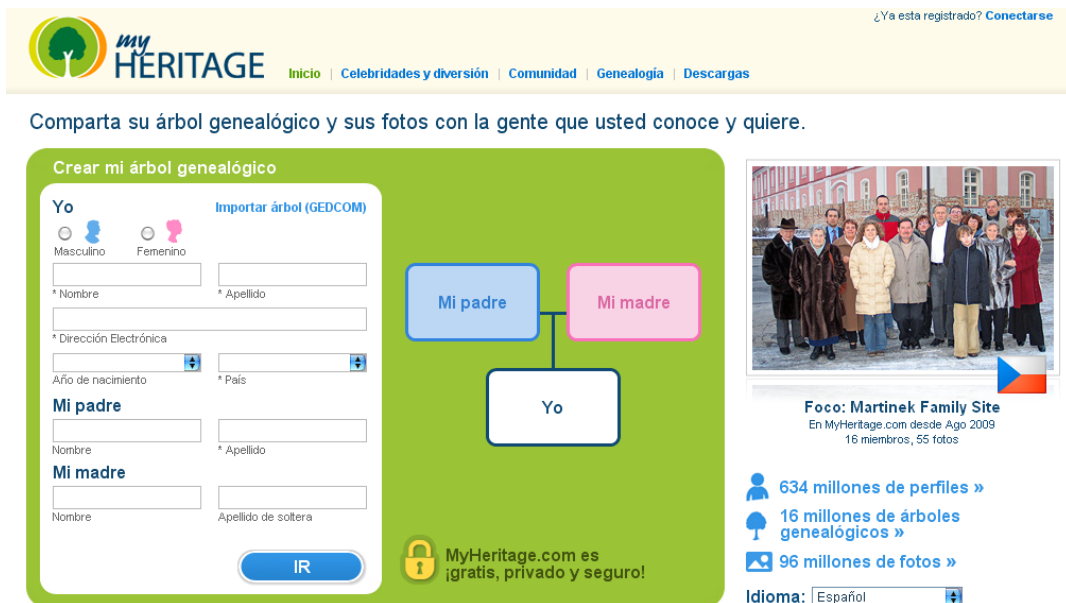 ¿Ya esta registrado? Conectarse
my
HERITAGE
Inicio | Celebridades y diversión | Comunidad | Genealogía | Descargas
Comparta su árbol genealógico y sus fotos con la gente que usted conoce y quiere.
Crear mi árbol genealógico
Yo
Importar árbol (GEDCOM)
Masculino
Femenino
* Nombre
* Apellido
* Dirección Electrónica
Año de nacimiento
* País
Mi padre
Nombre
* Apellido
Mi madre
Nombre
Apellido de soltera
IR
Mi padre
Mi madre
Yo
MyHeritage.com es
¡gratis, privado y seguro!
Foco: Martinek Family Site
En MyHeritage.com desde Ago 2009
16 miembros, 55 fotos
634 millones de perfiles »
16 millones de árboles
genealógicos »
96 millones de fotos »
Idioma: Español